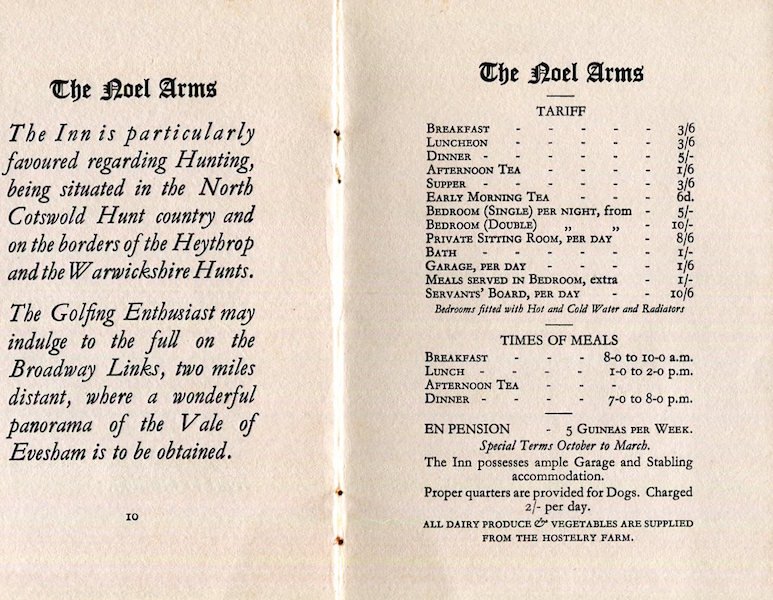 The Noel Arms
The Inn is particularly
favoured regarding Hunting,
being situated in the North
Cotswold Hunt country and
on the borders of the Heythrop
and the Warwickshire Hunts.
The Golfing Enthusiast may
indulge to the full on the
Broadway Links, two miles
distant, where a wonderful
panorama of the Vale of
Evesham is to be obtained.
10
The Noel Arms
TARIFF
BREAKFAST - - - - - 3/6
LUNCHEON - - - - - 3/6
DINNER - - - - - - 5/-
AFTERNOON TEA - - - - 1/6
SUPPER - - - - - - 3/6
EARLY MORNING TEA - - - 6d.
BEDROOM (SINGLE) PER NIGHT, from - 5/-
BEDROOM (DOUBLE) „ „ - 10/-
PRIVATE SITTING ROOM, PER DAY - 8/6
BATH - - - - - - 1/-
GARAGE, PER DAY - - - - 1/6
MEALS SERVED IN BEDROOM, extra - 1/-
SERVANTS' BOARD, PER DAY - - 10/6
Bedrooms fitted with Hot and Cold Water and Radiators
TIMES OF MEALS
BREAKFAST - - - 8-0 to 10-0 a.m.
LUNCH - - - - 1-0 to 2-0 p.m.
AFTERNOON TEA - - -
DINNER - - - - 7-0 to 8-0 p.m.
EN PENSION - 5 GUINEAS PER WEEK.
Special Terms October to March.
The Inn possesses ample Garage and Stabling
accommodation.
Proper quarters are provided for Dogs. Charged
2/- per day.
ALL DAIRY PRODUCE & VEGETABLES ARE SUPPLIED
FROM THE HOSTELRY FARM.